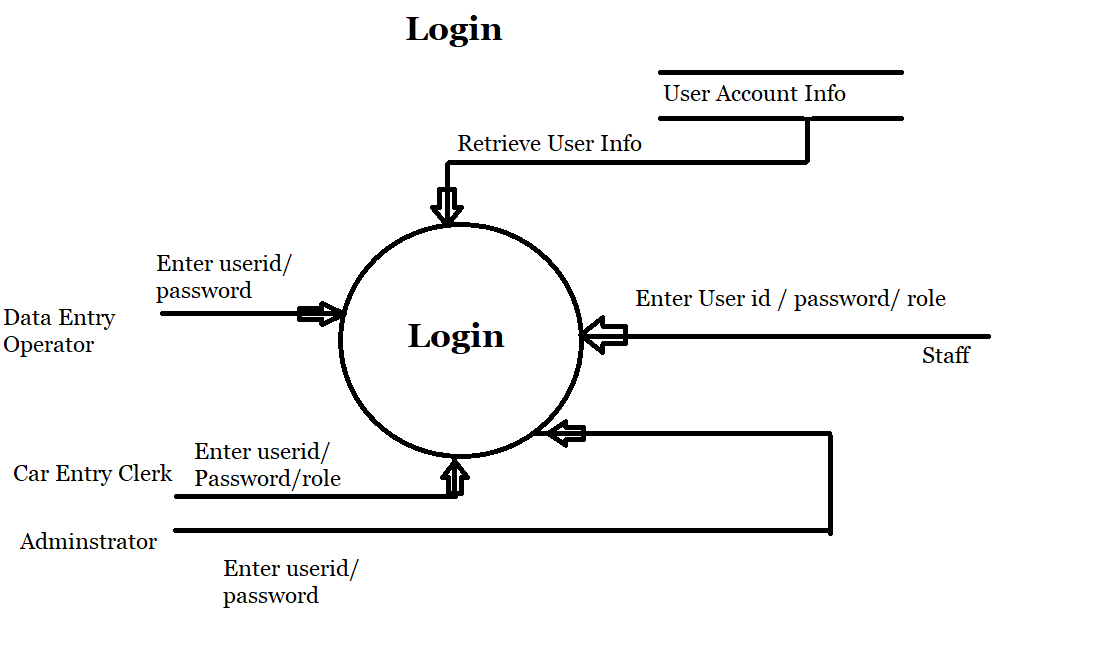 Login
User Account Info
Retrieve User Info
Enter userid/
password
Data Entry
Operator
Login
Enter User id / password/ role
Staff
Enter userid/
Password/role
Car Entry Clerk
Adminstrator
Enter userid/
password